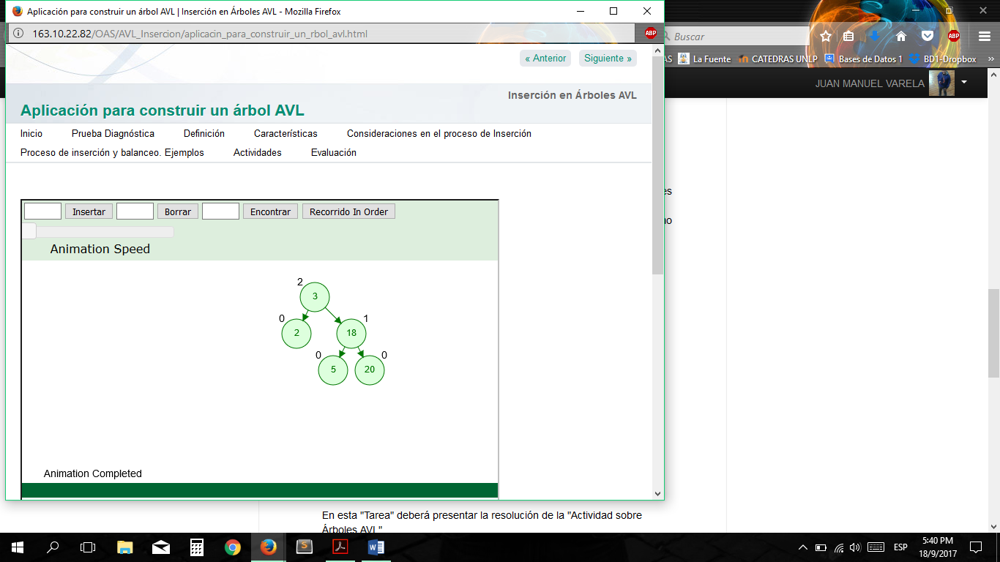 Aplicación para construir un árbol AVL | Inserción en Árboles AVL - Mozilla Firefox
163.10.22.82/OAS/AVL_Insercion/aplicacin_para_construir_un_rbol_avl.html
ABP
Buscar
ABP
AS
La Fuente
CATEDRAS UNLP
Bases de Datos 1
BD1-Dropbox
»
JUAN MANUEL VARELA
« Anterior
Siguiente »
Inserción en Árboles AVL
Aplicación para construir un árbol AVL
Inicio
Prueba Diagnóstica
Definición
Características
Consideraciones en el proceso de Inserción
Proceso de inserción y balanceo. Ejemplos
Actividades
Evaluación
es
no
Insertar
Borrar
Encontrar
Recorrido In Order
Animation Speed
2
3
0
1
2
18
0
0
5
20
Animation Completed
En esta "Tarea" deberá presentar la resolución de la "Actividad sobre
Árboles AVL"
ESP
5:40 PM
18/9/2017